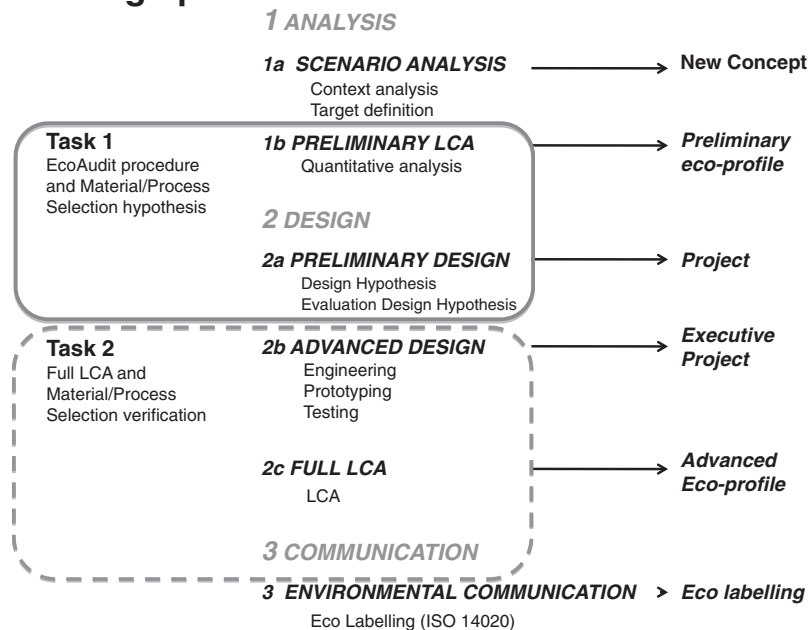 1 ANALYSIS
1a SCENARIO ANALYSIS
New Concept
Context analysis
Target definition
Task 1
EcoAudit procedure
and Material/Process
Selection hypothesis
1b PRELIMINARY LCA
Quantitative analysis
Preliminary
eco-profile
2 DESIGN
2a PRELIMINARY DESIGN
Design Hypothesis
Evaluation Design Hypothesis
Project
Task 2
Full LCA and
Material/Process
Selection verification
2b ADVANCED DESIGN
Engineering
Prototyping
Testing
Executive
Project
2c FULL LCA
LCA
Advanced
Eco-profile
3 COMMUNICATION
3 ENVIRONMENTAL COMMUNICATION
Eco labelling
Eco Labelling (ISO 14020)